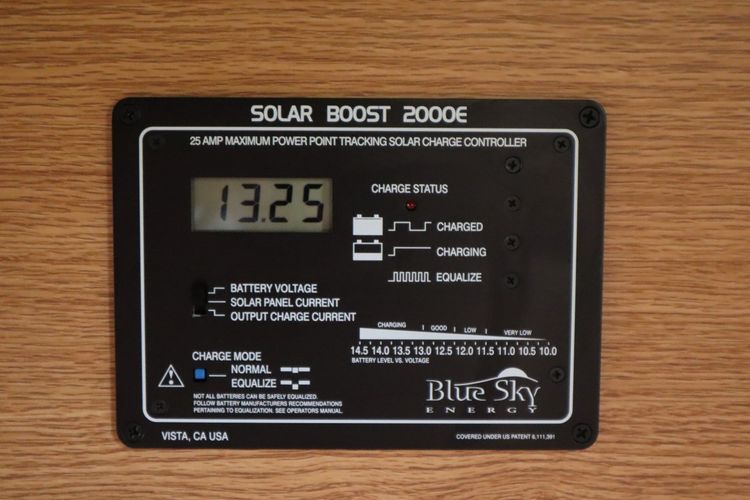 SOLAR BOOST 2000E
25 AMP MAXIMUM POWER POINT TRACKING SOLAR CHARGE CONTROLLER
13.25
CHARGE STATUS
CHARGED
CHARGING
EQUALIZE
BATTERY VOLTAGE
SOLAR PANEL CURRENT
OUTPUT CHARGE CURRENT
CHARGING GOOD LOW VERY LOW
14.5 14.0 13.5 13.0 12.5 12.0 11.5 11.0 10.5 10.0
BATTERY LEVEL VS. VOLTAGE
CHARGE MODE
NORMAL
EQUALIZE
NOT ALL BATTERIES CAN BE SAFELY EQUALIZED.
FOLLOW BATTERY MANUFACTURERS RECOMMENDATIONS
PERTAINING TO EQUALIZATION. SEE OPERATORS MANUAL.
Blue Sky
ENERGY
VISTA, CA USA
COVERED UNDER US PATENT 6,111,391